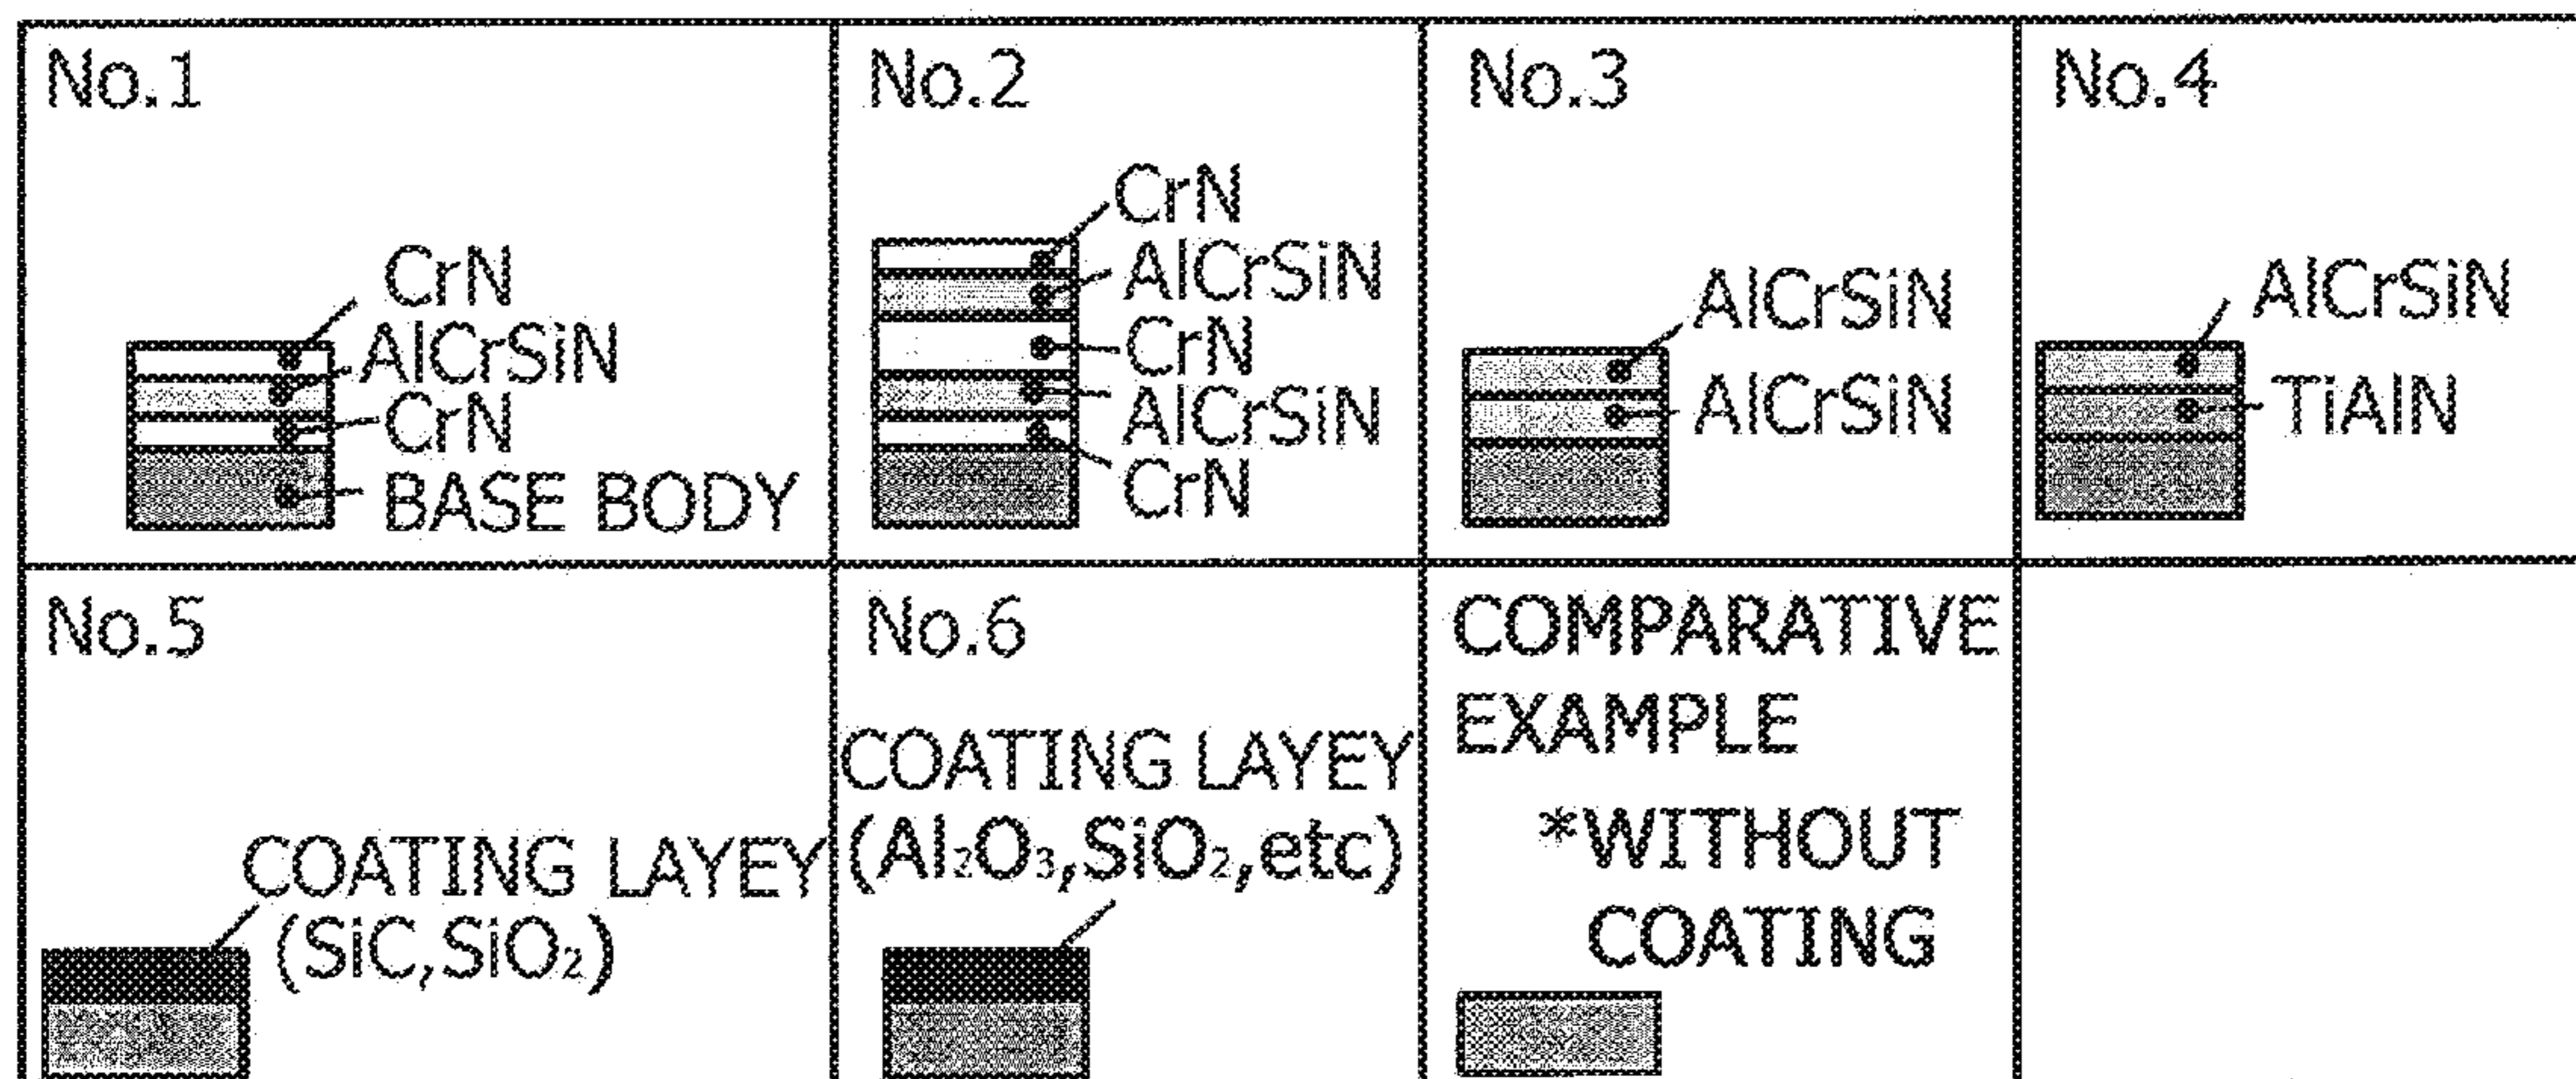 No.1
CrN
AlCrSiN
CrN
BASE BODY
No.2
CrN
AlCrSiN
CrN
AlCrSiN
CrN
No.3
AlCrSiN
AlCrSiN
No.4
AlCrSiN
TiAlN
No.5
COATING LAYEY
(SiC,SiO₂)
No.6
COATING LAYEY
(Al₂O₃,SiO₂,etc)
COMPARATIVE
EXAMPLE
*WITHOUT
COATING